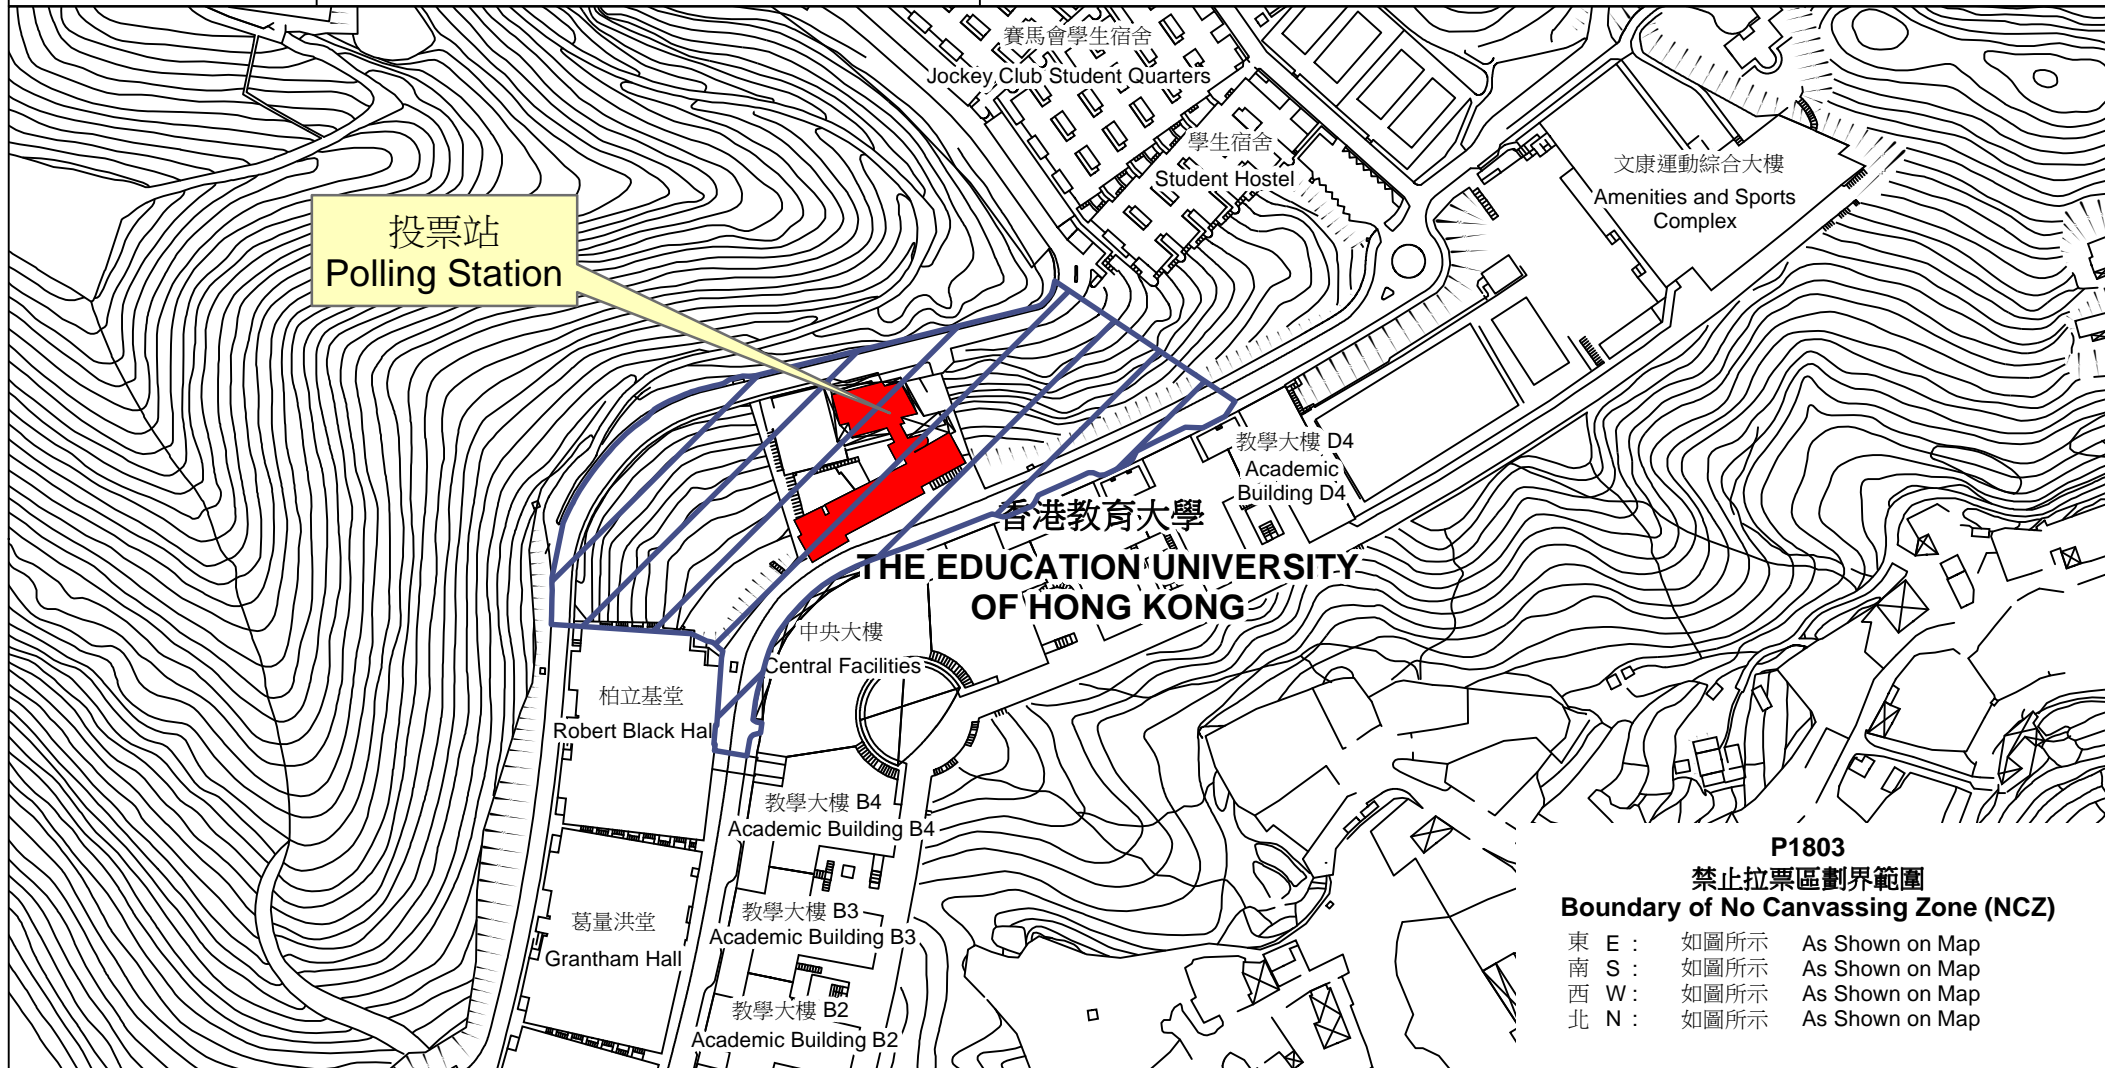 賽馬會學生宿舍
Jockey Club Student Quarters
學生宿舍
Student Hostel
文康運動綜合大樓
Amenities and Sports
Complex
投票站
Polling Station
教學大樓 D4
Academic
Building D4
香港教育大學
THE EDUCATION UNIVERSITY
OF HONG KONG
中央大樓
Central Facilities
柏立基堂
Robert Black Hal
教學大樓 B4
Academic Building B4
教學大樓 B3
Academic Building B3
葛量洪堂
Grantham Hall
教學大樓 B2
Academic Building B2
P1803
禁止拉票區劃界範圍
Boundary of No Canvassing Zone (NCZ)
東 E : 如圖所示 As Shown on Map
南 S : 如圖所示 As Shown on Map
西 W : 如圖所示 As Shown on Map
北 N : 如圖所示 As Shown on Map